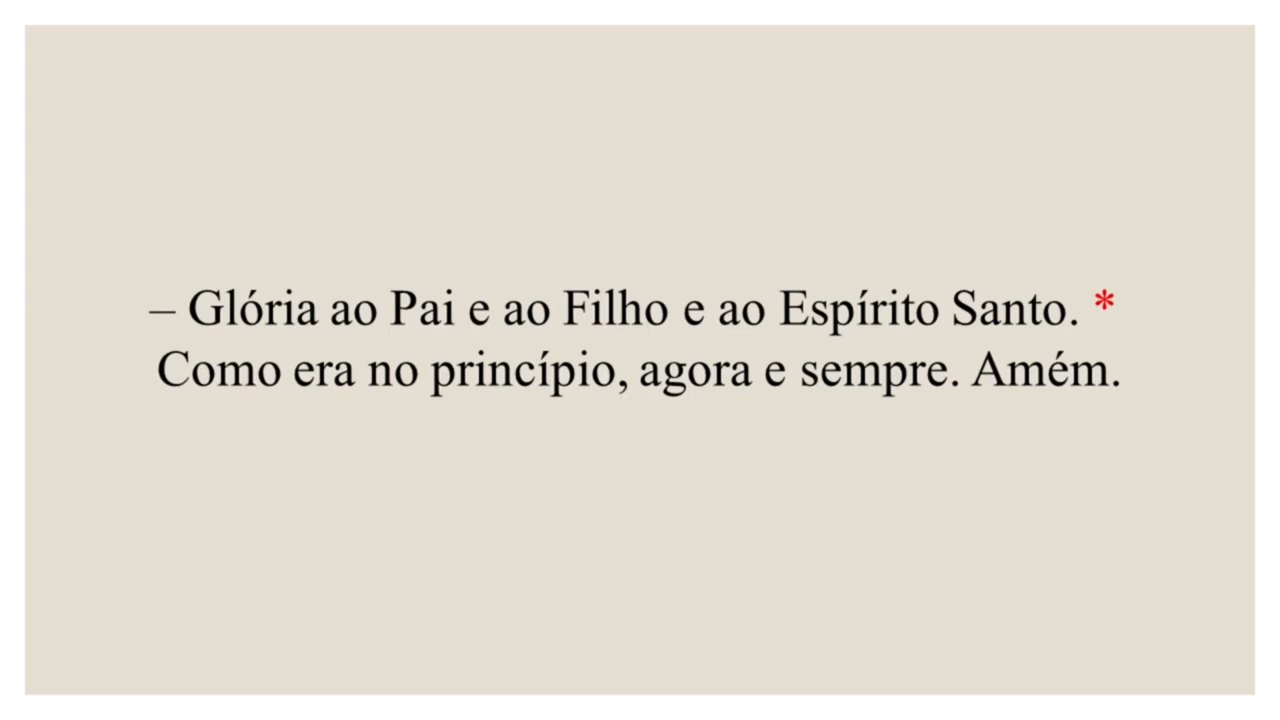 – Glória ao Pai e ao Filho e ao Espírito Santo. *
Como era no princípio, agora e sempre. Amém.